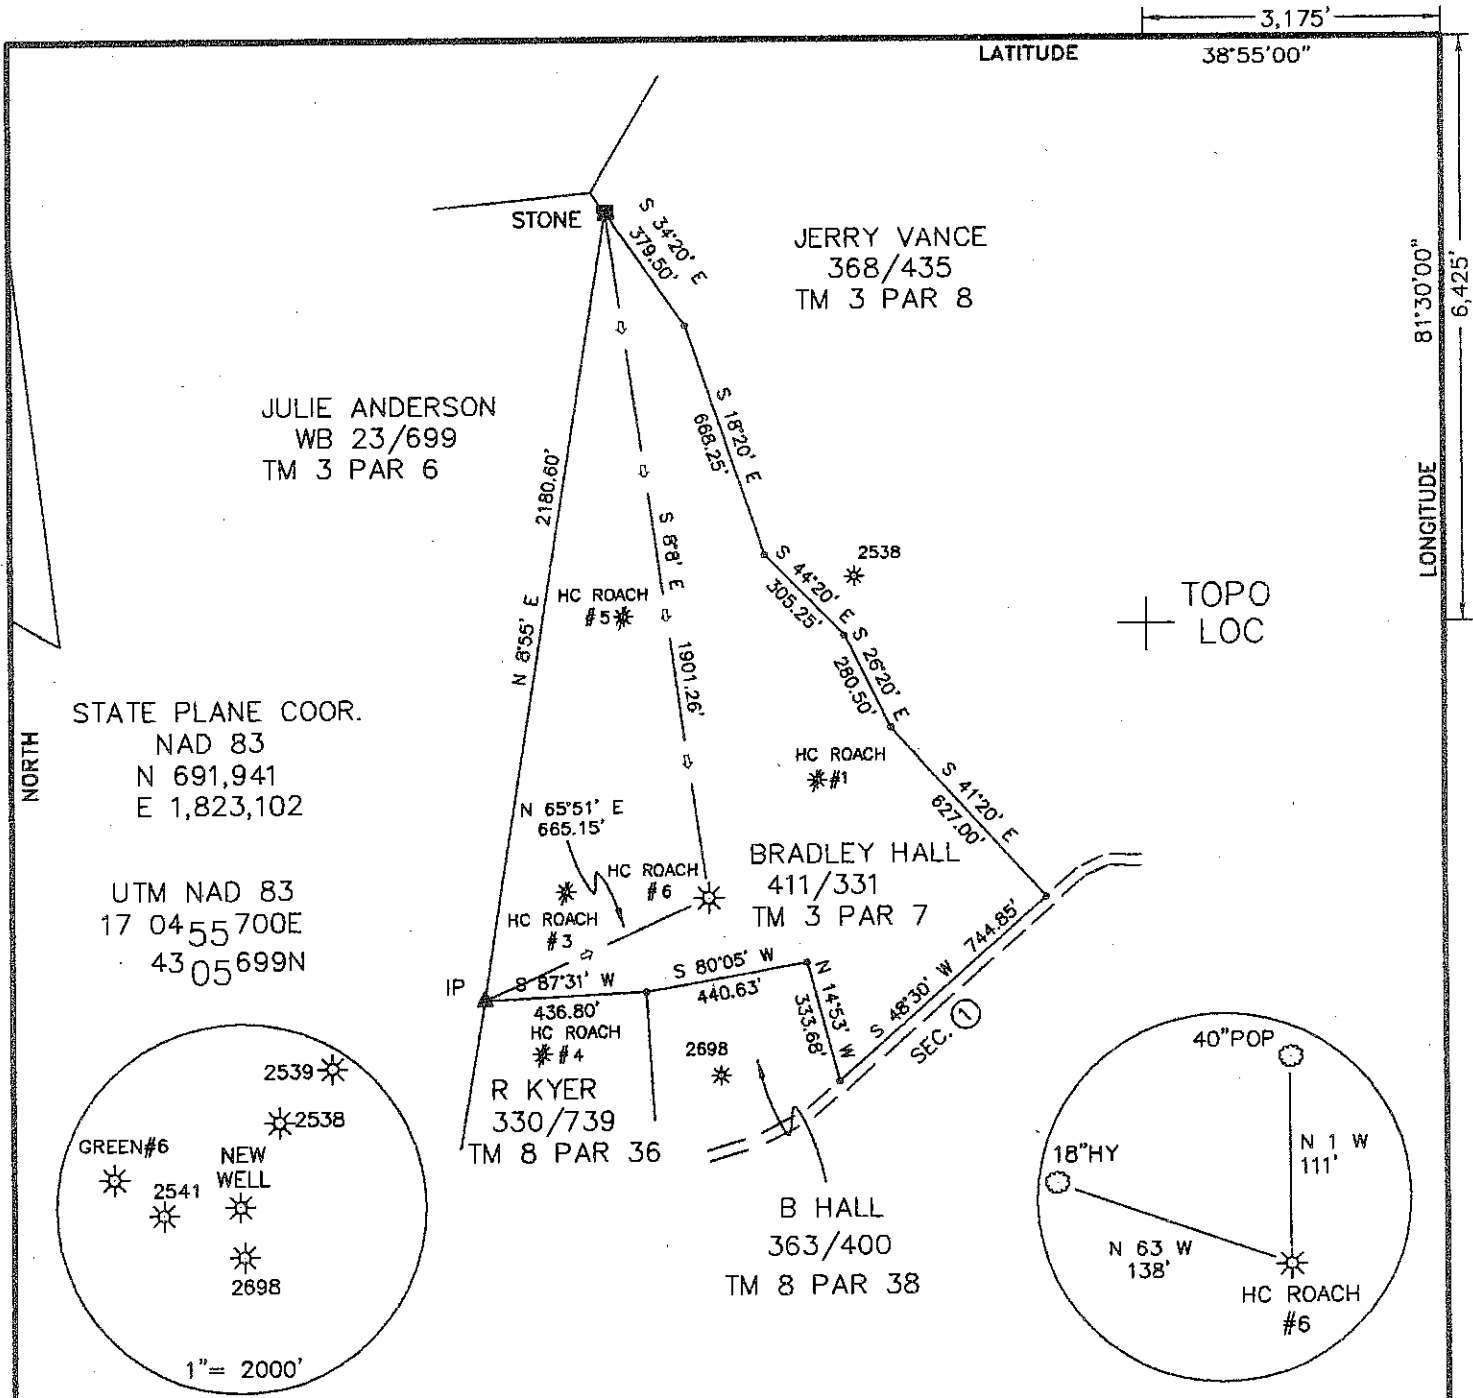 3,175'
LATITUDE
38°55'00"
6,425'
81°30'00"
LONGITUDE
STONE
S 34°20' E
379.50'
JERRY VANCE
368/435
TM 3 PAR 8
JULIE ANDERSON
WB 23/699
TM 3 PAR 6
2180.60'
N 8°55' E
S 18°20' E
668.25'
S 8°8' E
1901.26'
HC ROACH
#5
S 44°20' E
305.25'
2538
S 26°20' E
280.50'
TOPO
LOC
STATE PLANE COOR.
NAD 83
N 691,941
E 1,823,102
NORTH
HC ROACH
#1
S 41°20' E
627.00'
N 65°51' E
665.15'
HC ROACH
#6
BRADLEY HALL
411/331
TM 3 PAR 7
UTM NAD 83
17 0455700E
4305699N
HC ROACH
#3
IP
S 87°31' W
436.80'
S 80°05' W
440.63'
N 14°53' W
333.68'
S 48°30' W 744.85'
SEC. 1
HC ROACH
#4
2698
R KYER
330/739
TM 8 PAR 36
B HALL
363/400
TM 8 PAR 38
2539
2538
GREEN#6
NEW
WELL
2541
2698
1"= 2000'
40"POP
18"HY
N 1 W
111'
N 63 W
138'
HC ROACH
#6